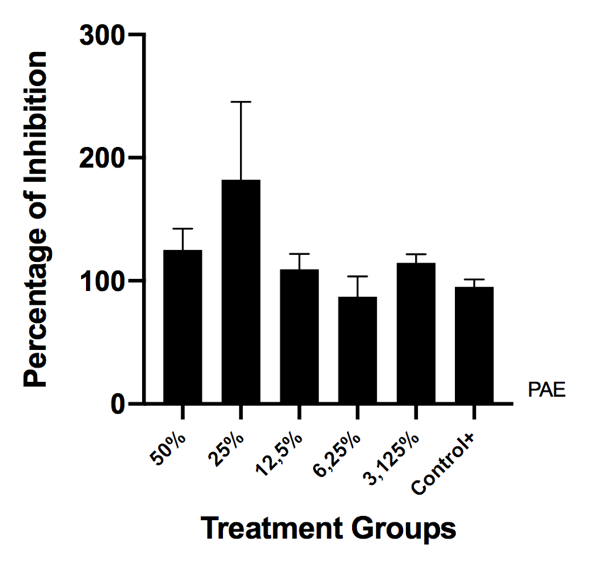 Percentage of Inhibition
300
200
100
0
50%
25%
12,5%
6,25%
3,125%
Control+
PAE
Treatment Groups